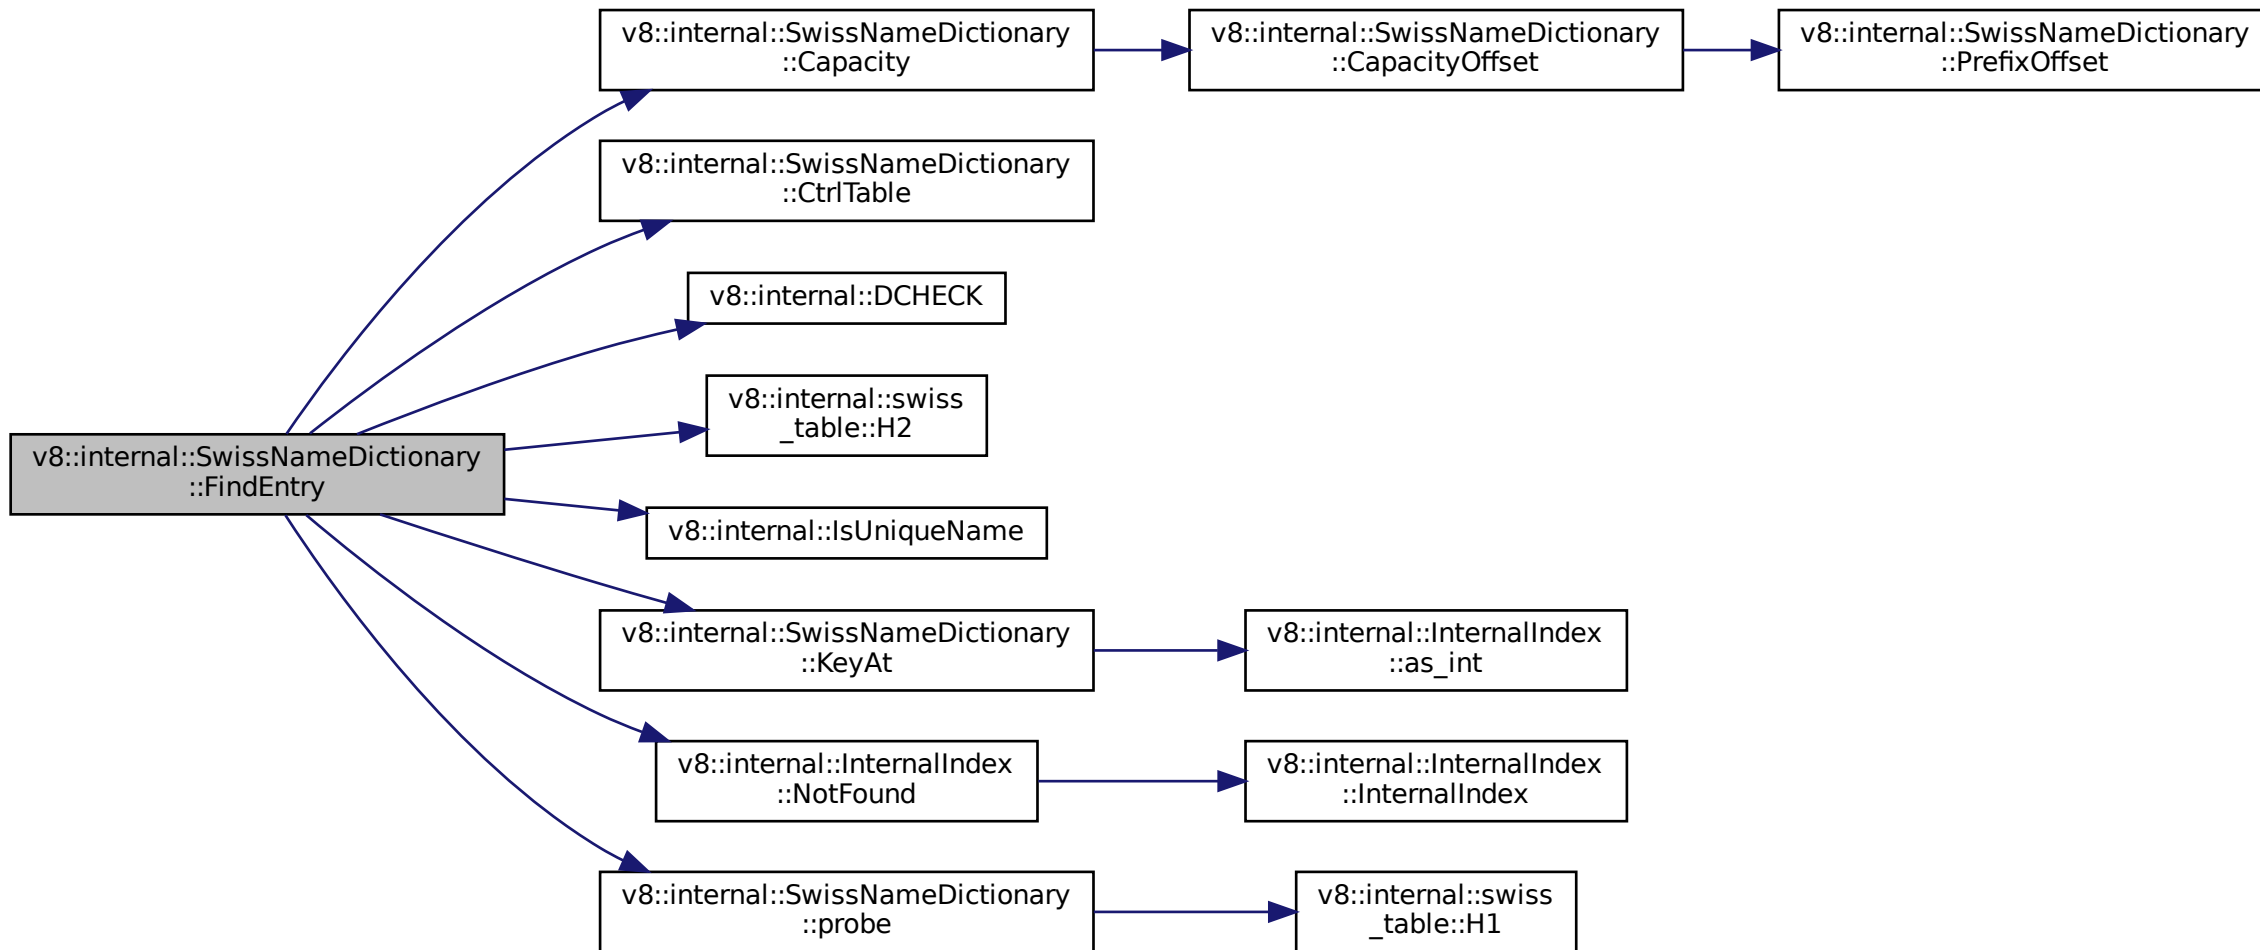 v8::internal::SwissNameDictionary
::Capacity
v8::internal::SwissNameDictionary
::CapacityOffset
v8::internal::SwissNameDictionary
::PrefixOffset
v8::internal::SwissNameDictionary
::CtrlTable
v8::internal::DCHECK
v8::internal::swiss
_table::H2
v8::internal::SwissNameDictionary
::FindEntry
v8::internal::IsUniqueName
v8::internal::SwissNameDictionary
::KeyAt
v8::internal::InternalIndex
::as_int
v8::internal::InternalIndex
::NotFound
v8::internal::InternalIndex
::InternalIndex
v8::internal::SwissNameDictionary
::probe
v8::internal::swiss
_table::H1